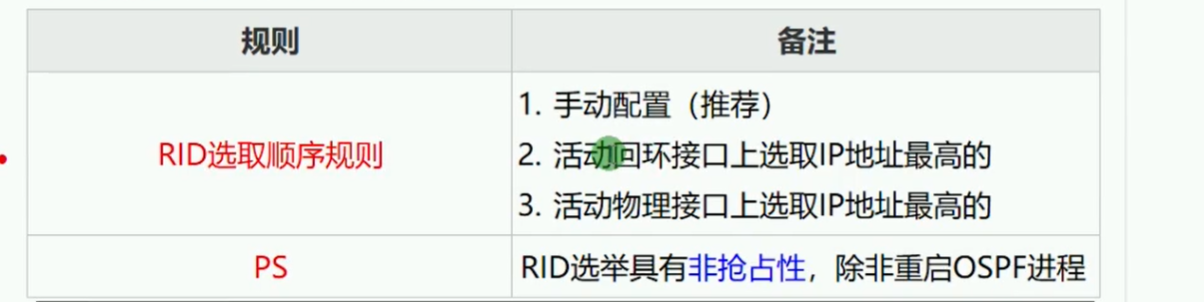 规则 备注
RID选取顺序规则
1. 手动配置（推荐）
2. 活动回环接口上选取IP地址最高的
3. 活动物理接口上选取IP地址最高的
PS RID选举具有非抢占性，除非重启OSPF进程